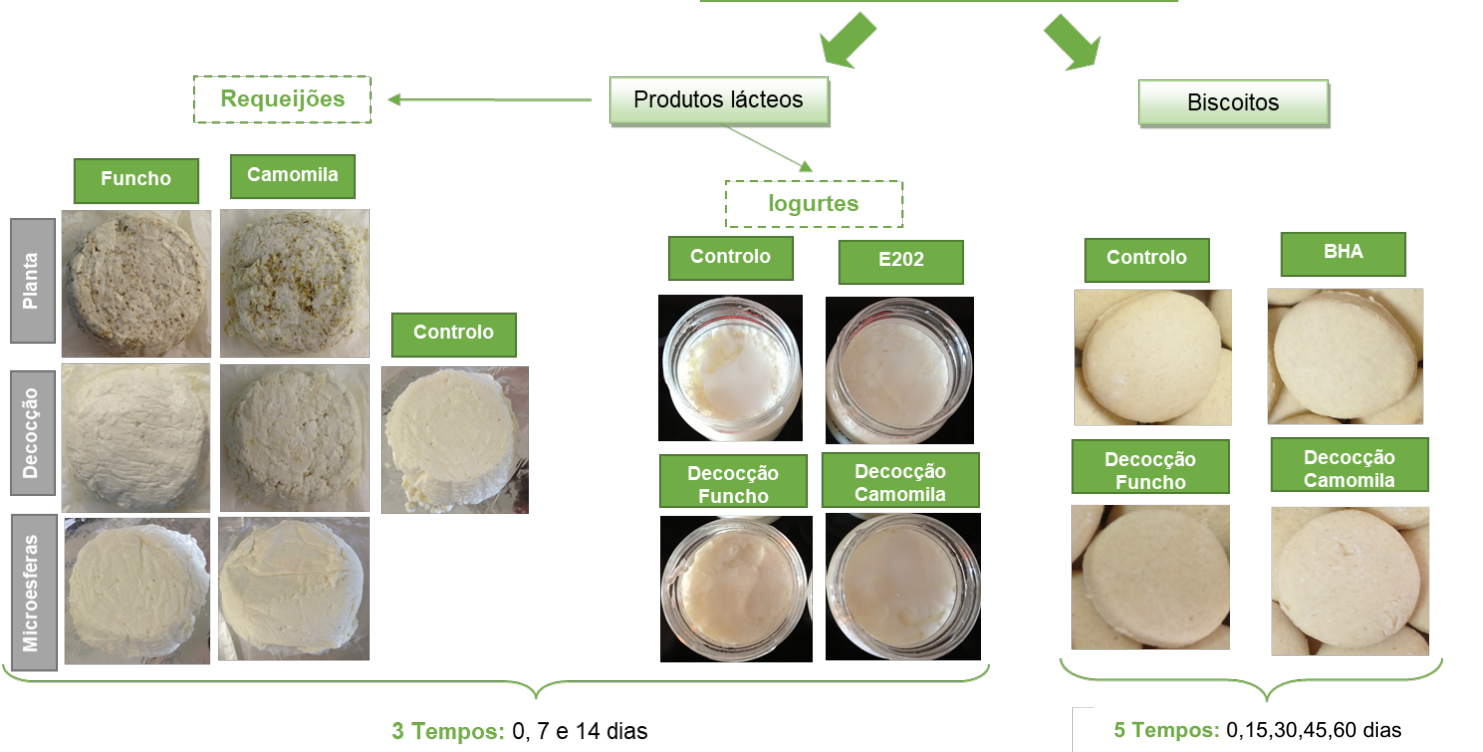 Produtos lácteos
Biscoitos
Requeijões
Iogurtes
Funcho
Camomila
Controlo
Planta
Decocção
Microesferas
Controlo
E202
Decocção
Funcho
Decocção
Camomila
Controlo
BHA
Decocção
Funcho
Decocção
Camomila
3 Tempos: 0, 7 e 14 dias
5 Tempos: 0,15,30,45,60 dias